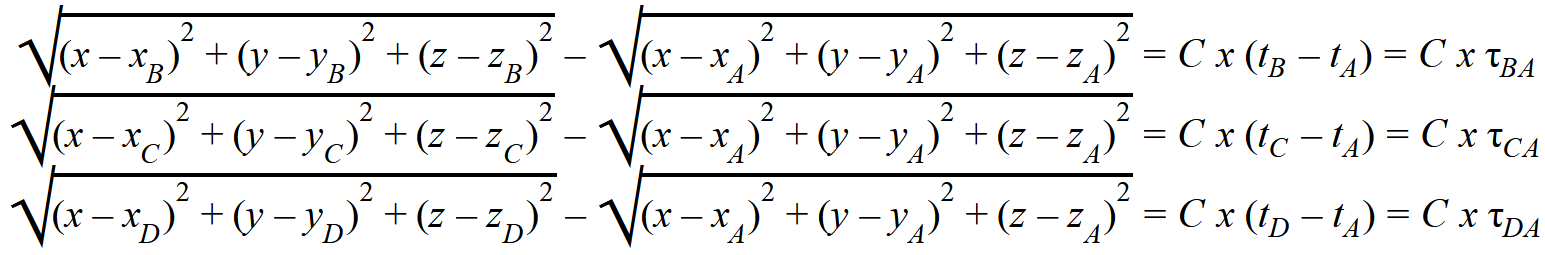 √(x – x_B)² + (y – y_B)² + (z – z_B)² – √(x – x_A)² + (y – y_A)² + (z – z_A)² = C x (t_B – t_A) = C x τ_BA
√(x – x_C)² + (y – y_C)² + (z – z_C)² – √(x – x_A)² + (y – y_A)² + (z – z_A)² = C x (t_C – t_A) = C x τ_CA
√(x – x_D)² + (y – y_D)² + (z – z_D)² – √(x – x_A)² + (y – y_A)² + (z – z_A)² = C x (t_D – t_A) = C x τ_DA